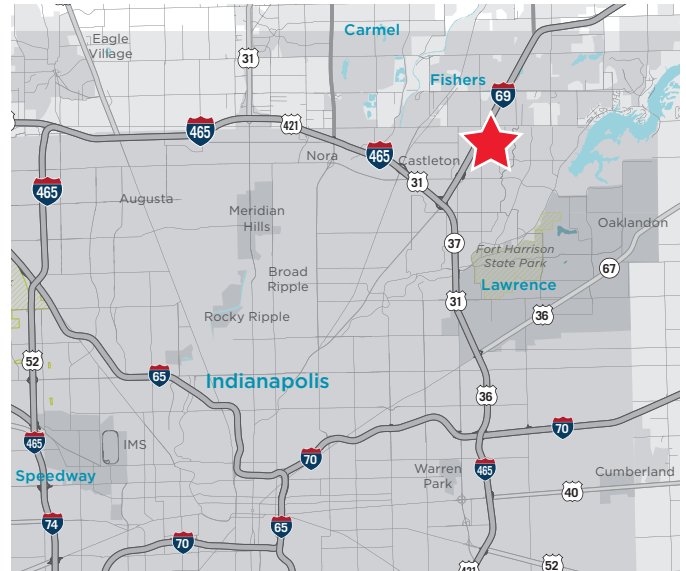 Carmel
Eagle
Village
31
Fishers
69
421
465
Nora
465
Castleton
31
465
Augusta
Meridian
Hills
Oaklandon
37
Fort Harrison
State Park
67
Broad
Ripple
Lawrence
31
Rocky Ripple
36
52
65
Indianapolis
36
70
465
IMS
70
Warren
Park
465
Cumberland
Speedway
40
74
65
70
52
421